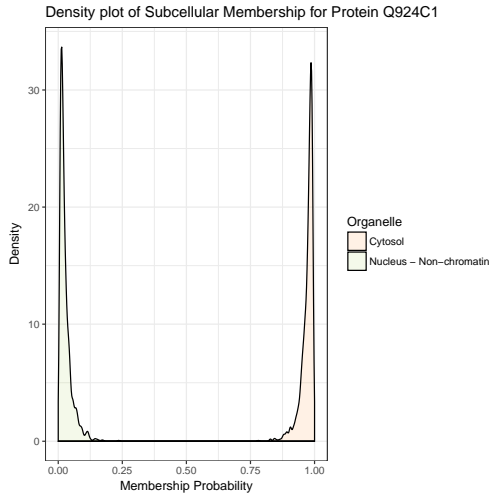 Density plot of Subcellular Membership for Protein Q924C1
30
20
10
0
Density
0.00 0.25 0.50 0.75 1.00
Membership Probability
Organelle
Cytosol
Nucleus − Non−chromatin